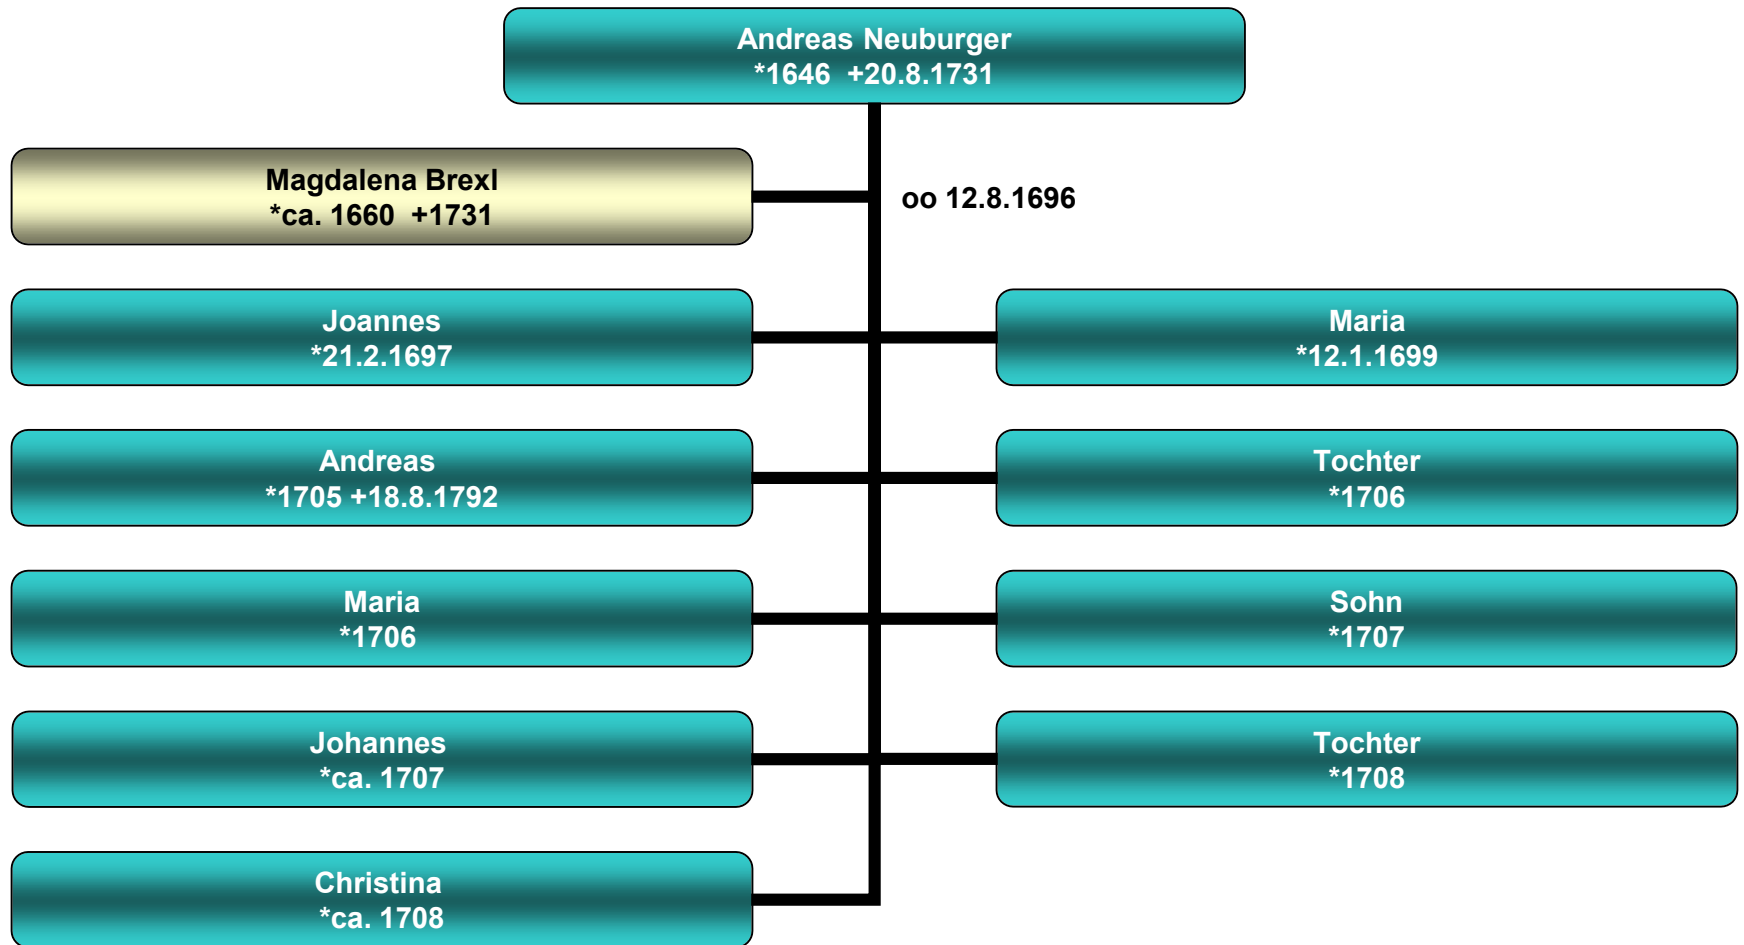 Andreas Neuburger
*1646 +20.8.1731
Magdalena Brexl
*ca. 1660 +1731
oo 12.8.1696
Joannes
*21.2.1697
Maria
*12.1.1699
Andreas
*1705 +18.8.1792
Tochter
*1706
Maria
*1706
Sohn
*1707
Johannes
*ca. 1707
Tochter
*1708
Christina
*ca. 1708